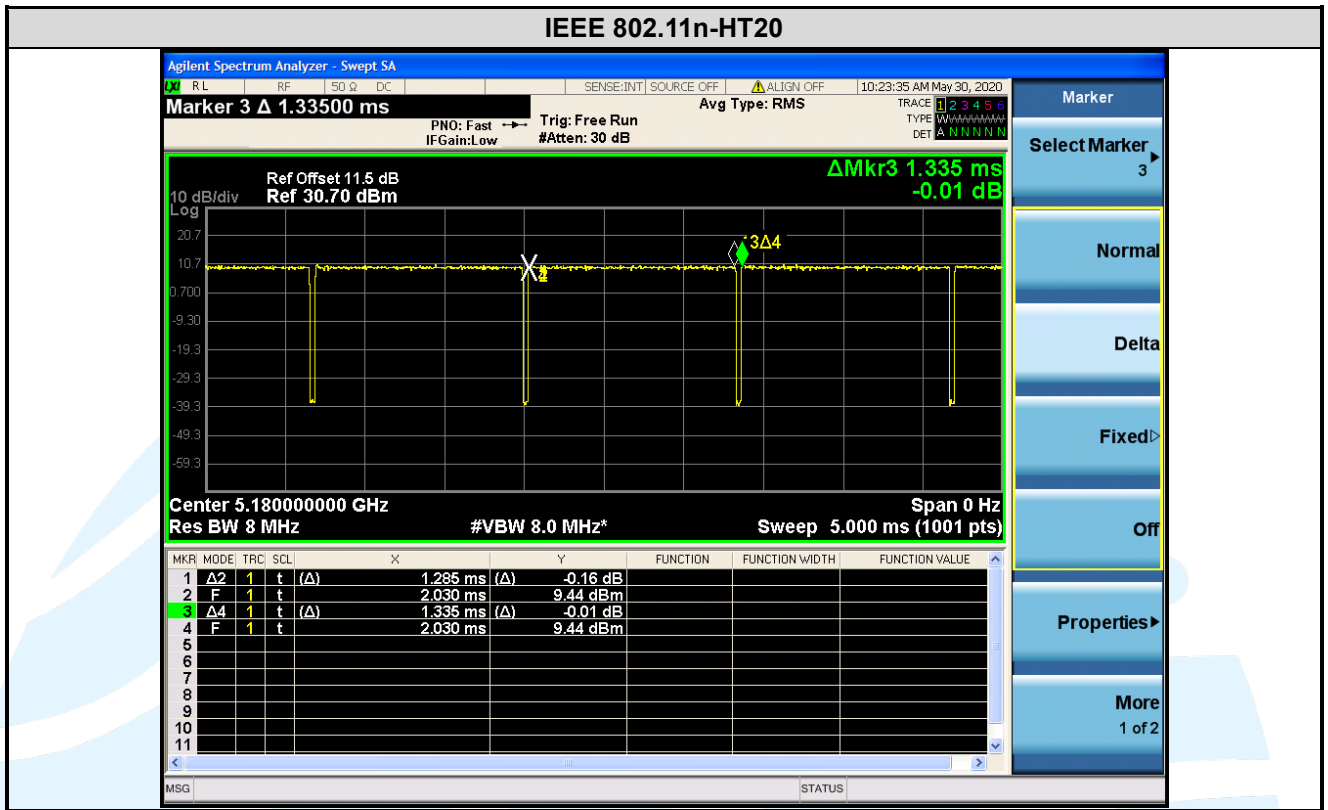 IEEE 802.11n-HT20
Agilent Spectrum Analyzer - Swept SA
LXI RL RF 50 Ω DC SENSE:INT SOURCE OFF ALIGN OFF 10:23:35 AM May 30, 2020
Marker 3 Δ 1.33500 ms
PNO: Fast
IFGain:Low
Trig: Free Run
#Atten: 30 dB
Avg Type: RMS
TRACE 1 2 3 4 5 6
TYPE
DET A N N N N N
ΔMkr3 1.335 ms
-0.01 dB
Ref Offset 11.5 dB
10 dB/div Ref 30.70 dBm
Log
20.7
10.7
0.700
-9.30
-19.3
-29.3
-39.3
-49.3
-59.3
3Δ4
Center 5.180000000 GHz Span 0 Hz
Res BW 8 MHz #VBW 8.0 MHz* Sweep 5.000 ms (1001 pts)
MKR MODE TRC SCL X Y FUNCTION FUNCTION WIDTH FUNCTION VALUE
1 Δ2 1 t (Δ) 1.285 ms (Δ) -0.16 dB
2 F 1 t 2.030 ms 9.44 dBm
3 Δ4 1 t (Δ) 1.335 ms (Δ) -0.01 dB
4 F 1 t 2.030 ms 9.44 dBm
5
6
7
8
9
10
11
MSG STATUS
Marker
Select Marker
3
Normal
Delta
Fixed
Off
Properties
More
1 of 2